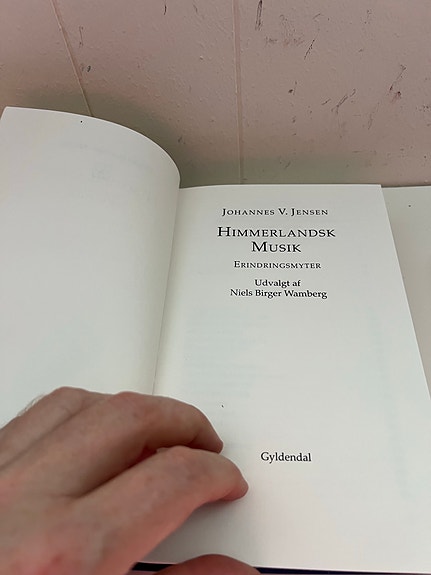 Johannes V. Jensen
Himmerlandsk
Musik
Erindringsmyter
Udvalgt af
Niels Birger Wamberg
Gyldendal